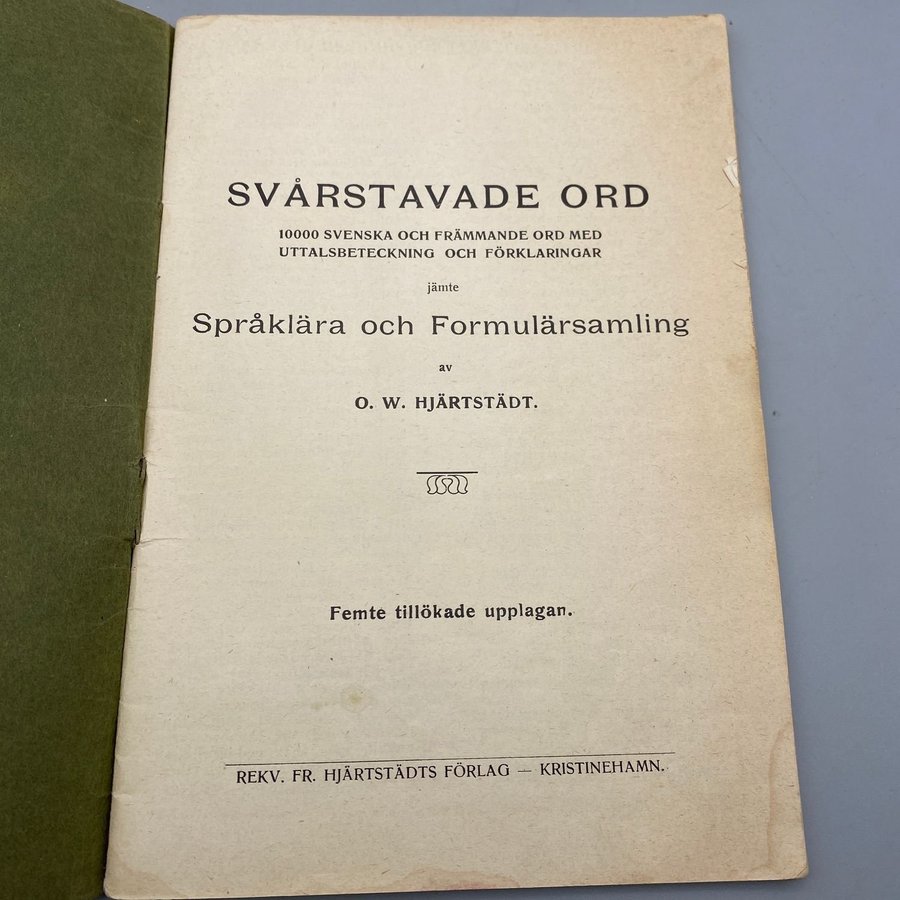 SVÅRSTAVADE ORD
10000 SVENSKA OCH FRÄMMANDE ORD MED
UTTALSBETECKNING OCH FÖRKLARINGAR
jämte
Språklära och Formulärsamling
av
O. W. HJÄRTSTÄDT.
Femte tillökade upplagan.
REKV. FR. HJÄRTSTÄDTS FÖRLAG — KRISTINEHAMN.